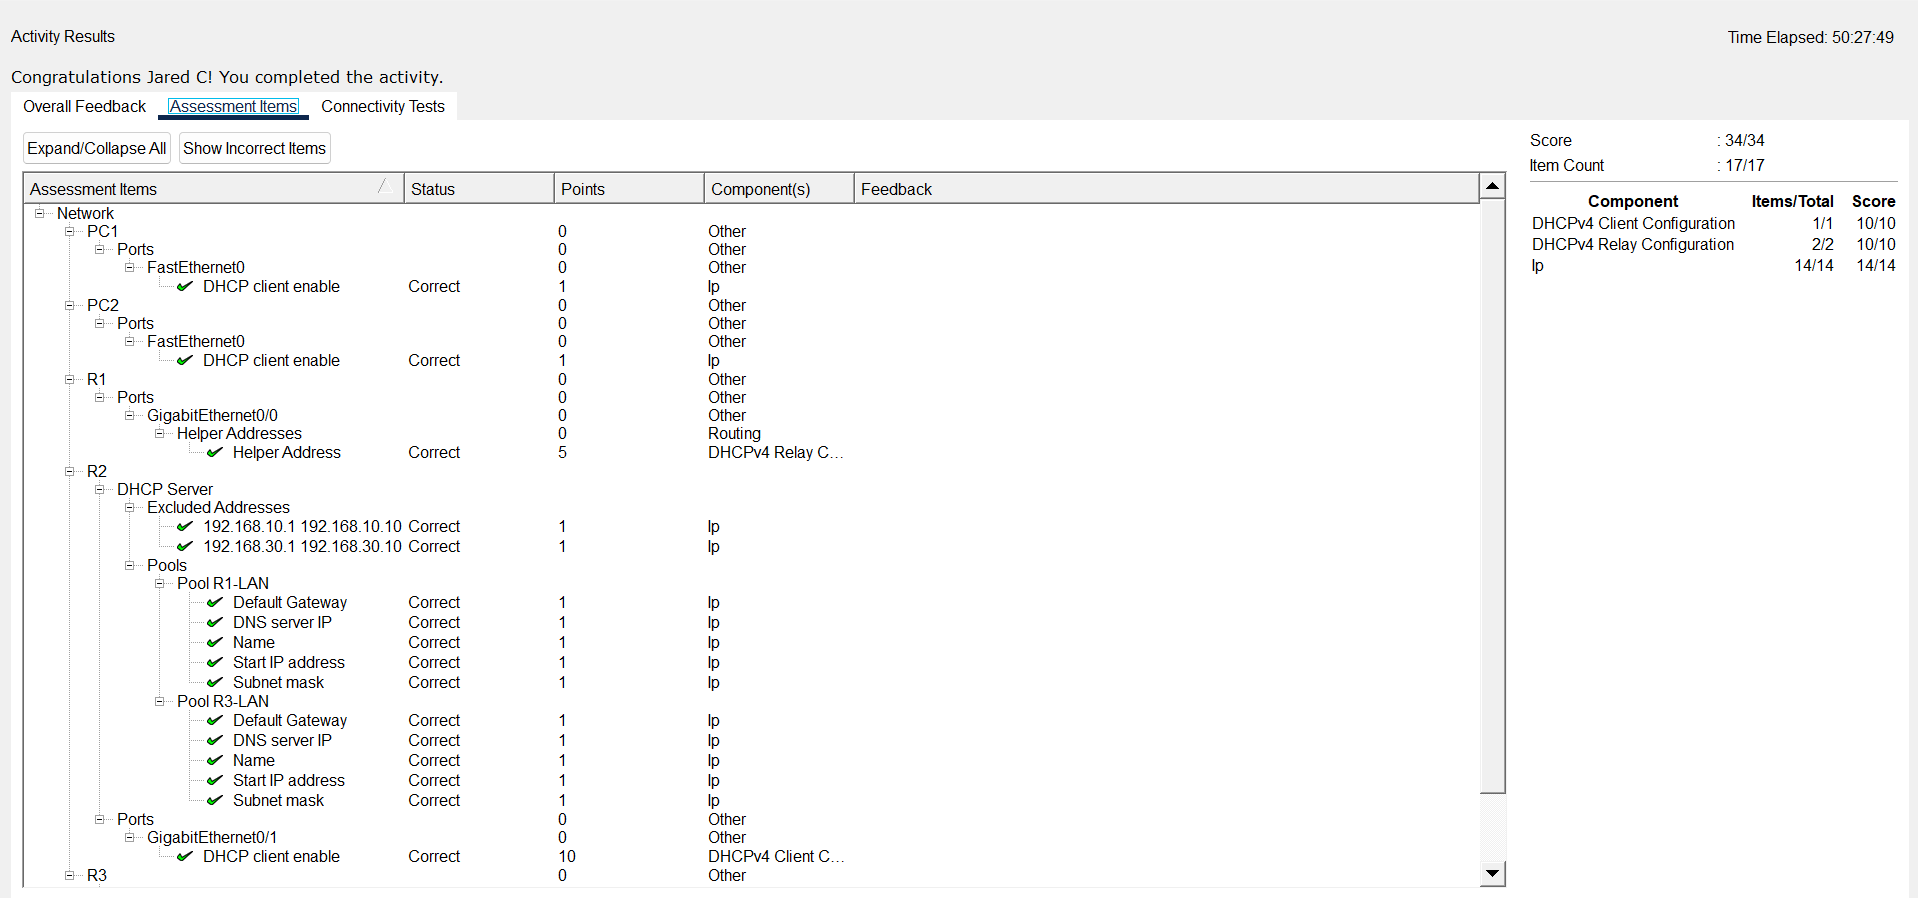 Activity Results
Time Elapsed: 50:27:49
Congratulations Jared C! You completed the activity.
Overall Feedback Assessment Items Connectivity Tests
Expand/Collapse All Show Incorrect Items
Assessment Items Status Points Component(s) Feedback
Network
PC1 0 Other
Ports 0 Other
FastEthernet0 0 Other
DHCP client enable Correct 1 Ip
PC2 0 Other
Ports 0 Other
FastEthernet0 0 Other
DHCP client enable Correct 1 Ip
R1 0 Other
Ports 0 Other
GigabitEthernet0/0 0 Other
Helper Addresses 0 Routing
Helper Address Correct 5 DHCPv4 Relay C...
R2
DHCP Server
Excluded Addresses
192.168.10.1 192.168.10.10 Correct 1 Ip
192.168.30.1 192.168.30.10 Correct 1 Ip
Pools
Pool R1-LAN
Default Gateway Correct 1 Ip
DNS server IP Correct 1 Ip
Name Correct 1 Ip
Start IP address Correct 1 Ip
Subnet mask Correct 1 Ip
Pool R3-LAN
Default Gateway Correct 1 Ip
DNS server IP Correct 1 Ip
Name Correct 1 Ip
Start IP address Correct 1 Ip
Subnet mask Correct 1 Ip
Ports 0 Other
GigabitEthernet0/1 0 Other
DHCP client enable Correct 10 DHCPv4 Client C...
R3 0 Other
Score : 34/34
Item Count : 17/17
Component Items/Total Score
DHCPv4 Client Configuration 1/1 10/10
DHCPv4 Relay Configuration 2/2 10/10
Ip 14/14 14/14